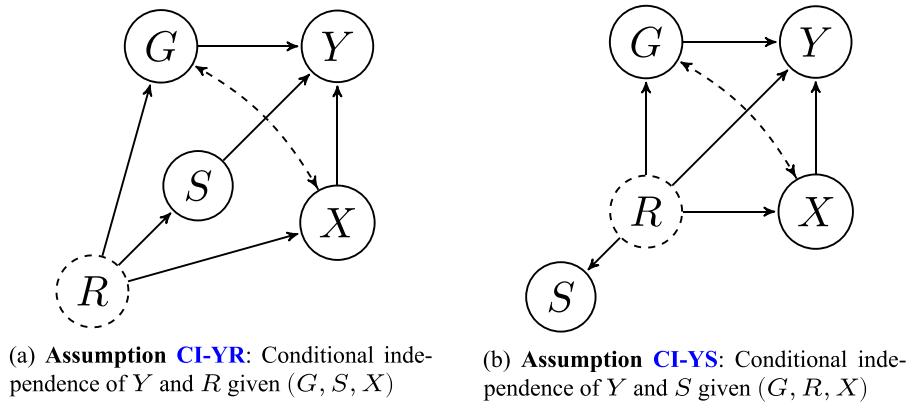 G
Y
S
X
R
(a) Assumption CI-YR: Conditional inde-
pendence of Y and R given (G, S, X)
G
Y
R
X
S
(b) Assumption CI-YS: Conditional inde-
pendence of Y and S given (G, R, X)